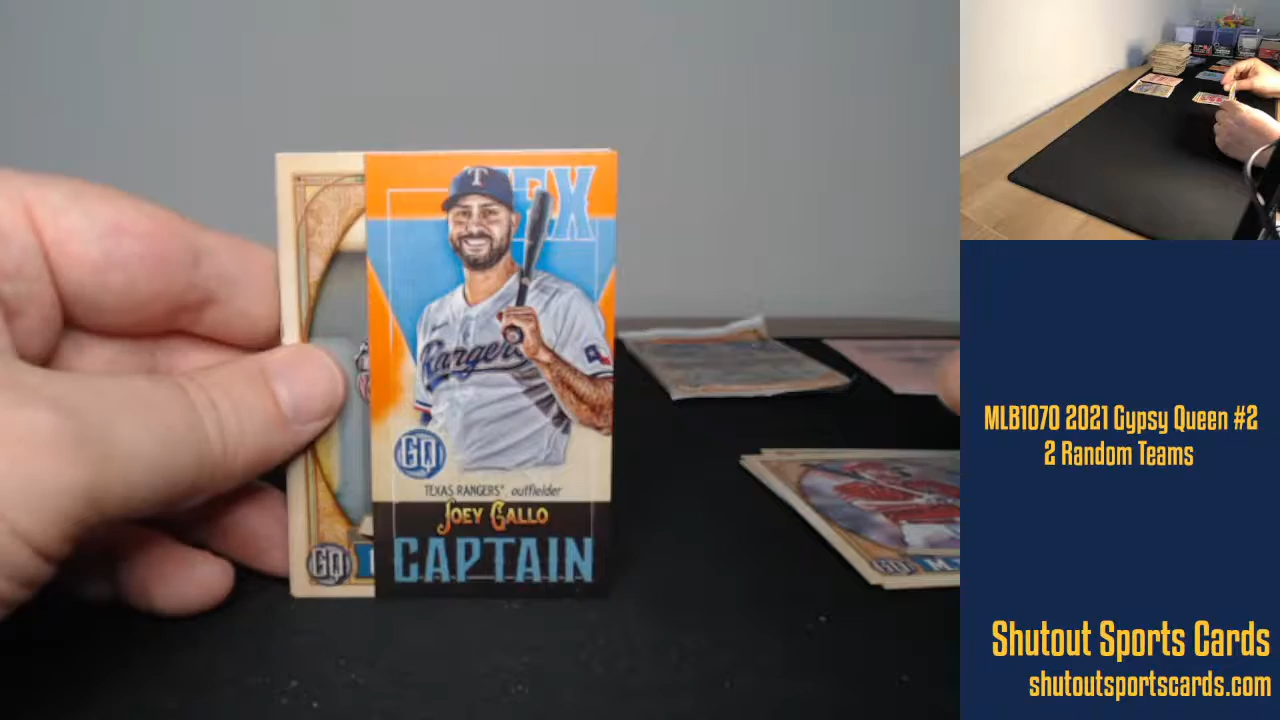 T
TEX
Rangers
GQ
TEXAS RANGERS® outfielder
JOEY GALLO
CAPTAIN
GQ
GQ
MLB1070 2021 Gypsy Queen #2
2 Random Teams
Shutout Sports Cards
shutoutsportscards.com